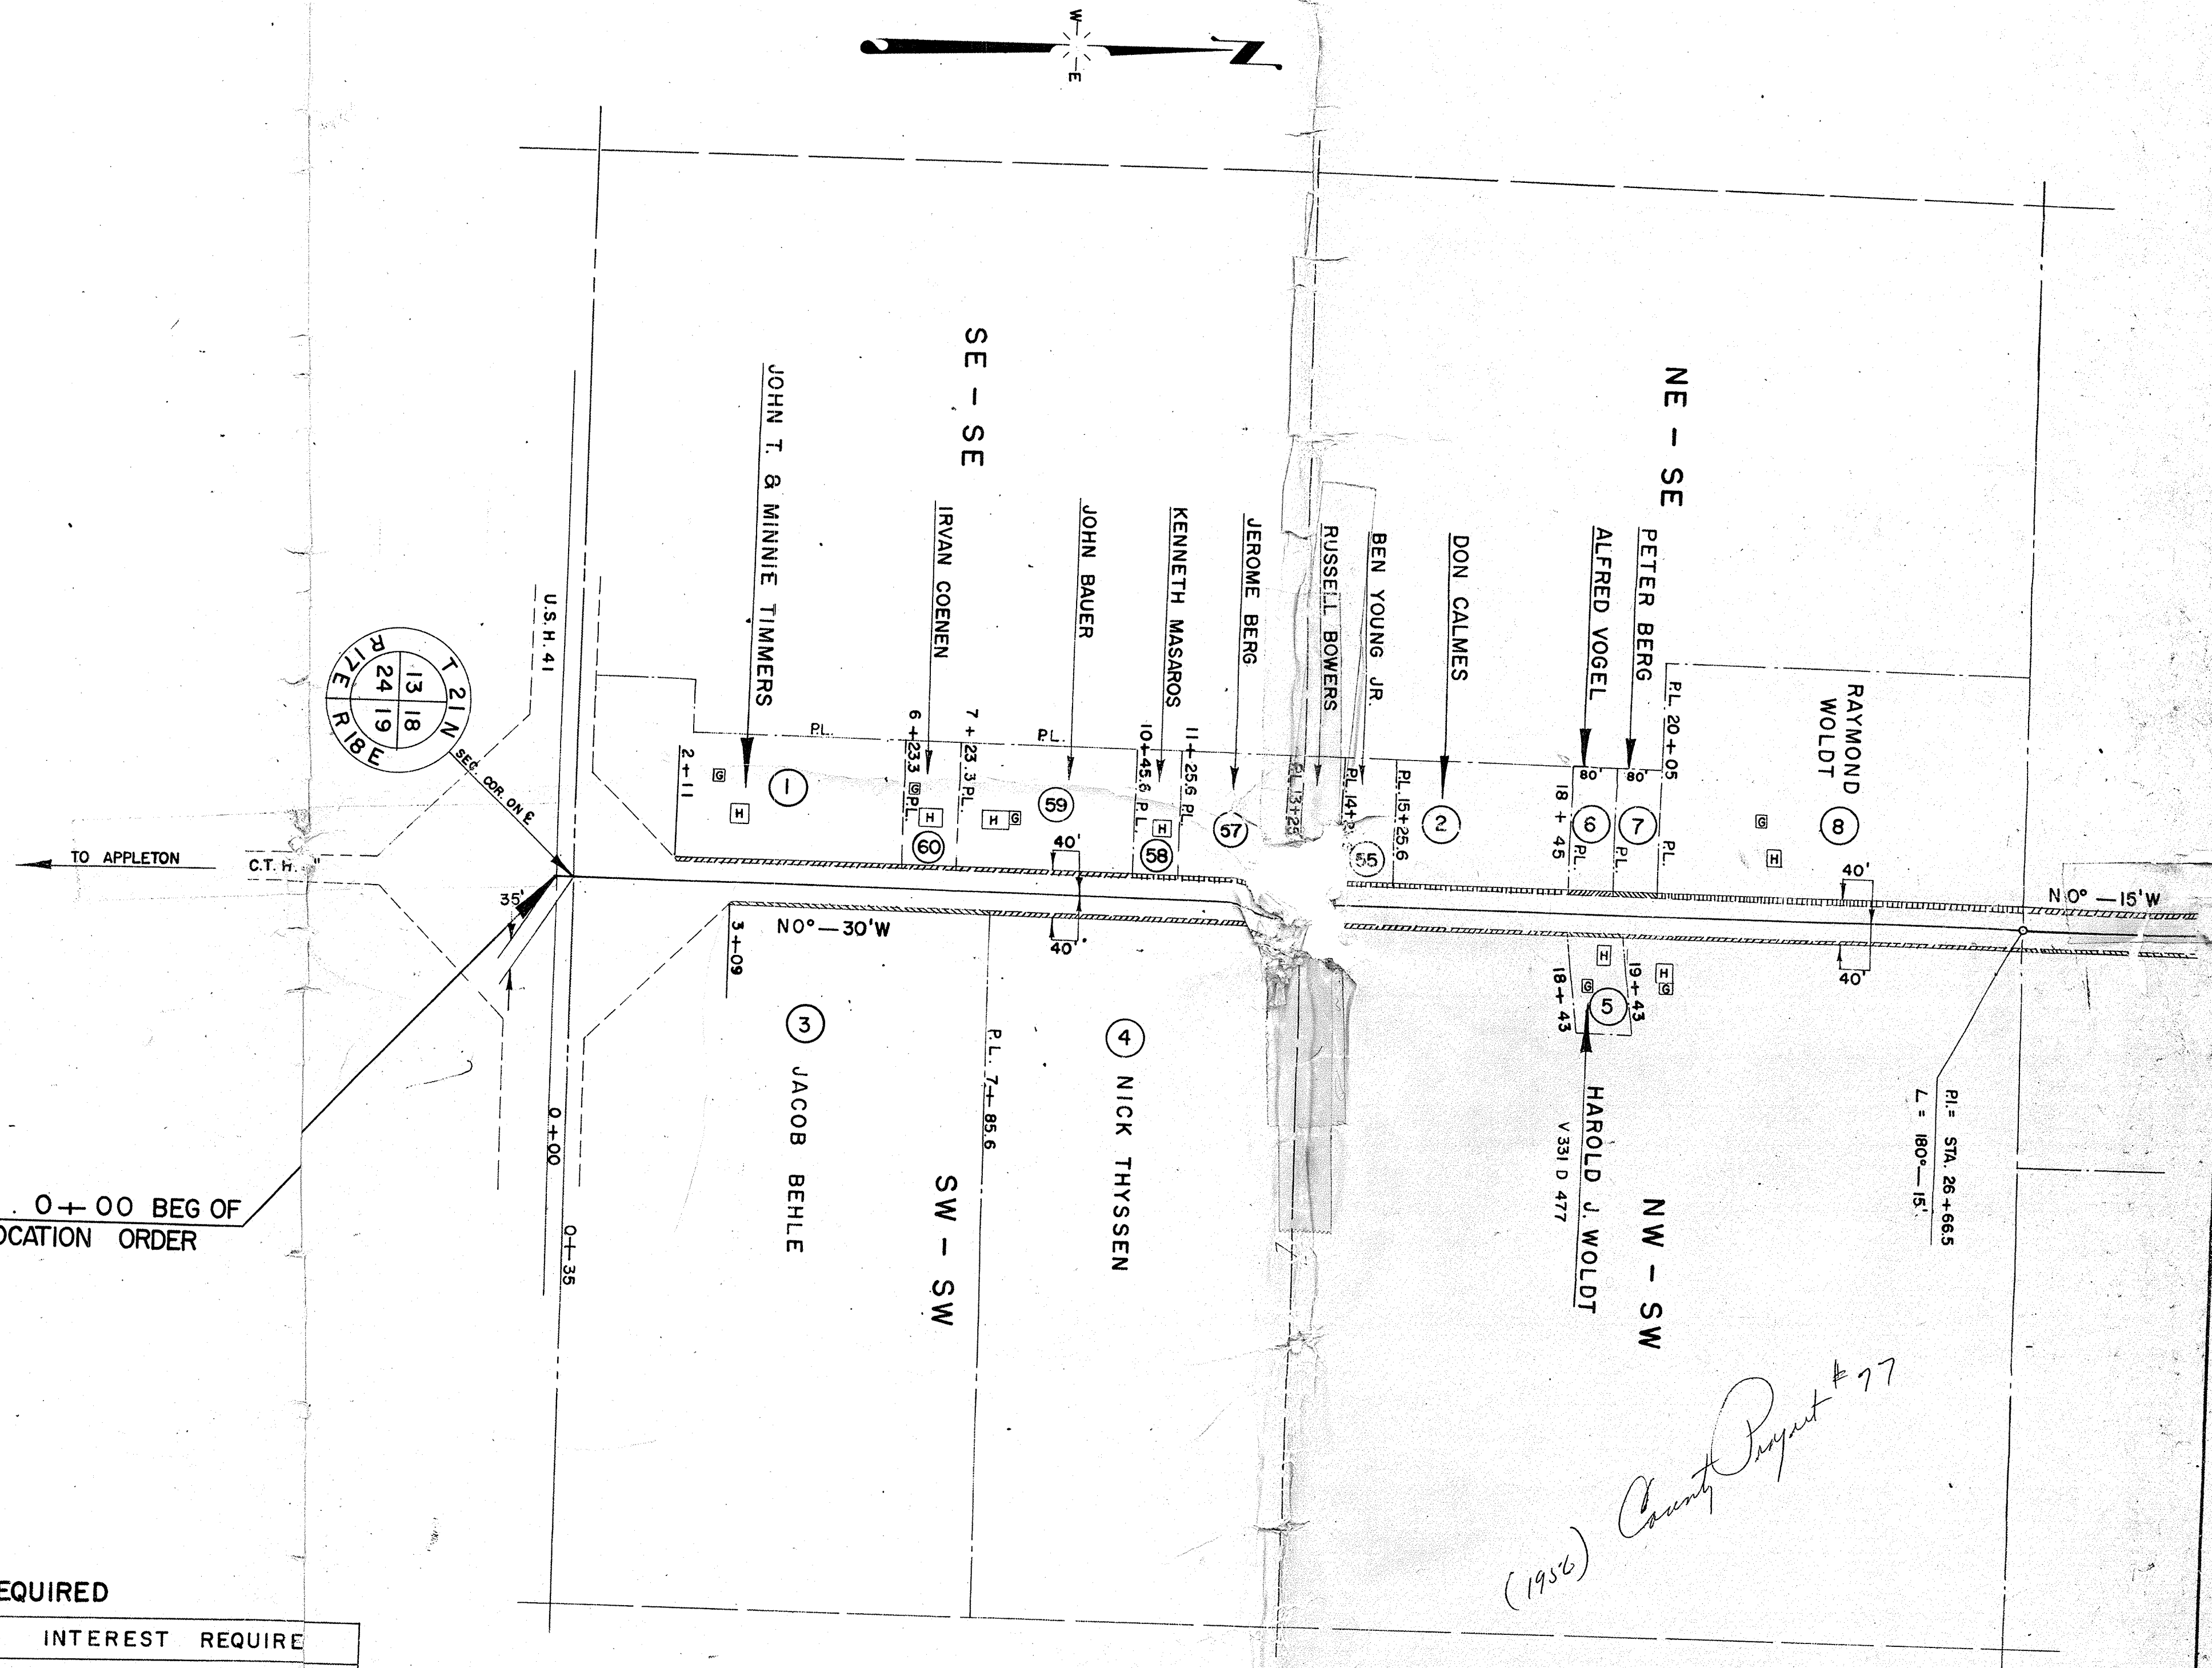 W
E
N
SE - SE
NE - SE
JOHN T. & MINNIE TIMMERS
IRVAN COENEN
JOHN BAUER
KENNETH MASAROS
JEROME BERG
RUSSELL BOWERS
BEN YOUNG JR.
DON CALMES
ALFRED VOGEL
PETER BERG
RAYMOND
WOLDT
U.S.H. 41
T 21 N
R 17 E
R 18 E
13 18
24 19
SEC. COR. ON
TO APPLETON
C.T.H.
35'
2+11
P.L.
6+23.3 P.L.
7+23.3 P.L.
P.L.
10+45.6 P.L.
11+25.6 P.L.
P.L. 13+25
P.L. 14+
P.L. 15+25.6
18+45 P.L.
80'
80'
P.L.
P.L. 20+05 P.L.
1
60
59
58
57
55
2
6
7
8
G
H
G
H
H G
H
G
H
40'
40'
40'
40'
N 0° — 30' W
N 0° — 15' W
3+09
H
G
H
G
18+43
19+43
5
3 JACOB BEHLE
4 NICK THYSSEN
P.L. 7+85.6
HAROLD J. WOLDT
V 331 D 477
P.I. = STA. 26+66.5
∠ = 180°—15'
SW - SW
NW - SW
0+00
0+35
. 0+00 BEG OF
OCATION ORDER
(1956) County Project #77
EQUIRED
INTEREST REQUIRE